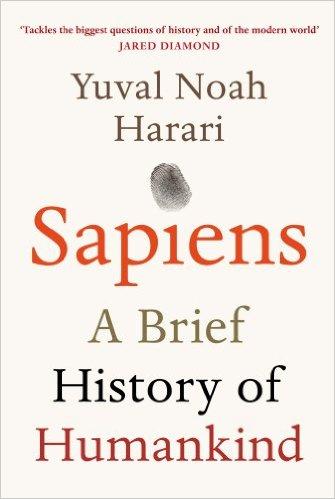 ‘Tackles the biggest questions of history and of the modern world’
JARED DIAMOND
Yuval Noah
Harari
Sapiens
A Brief
History of
Humankind